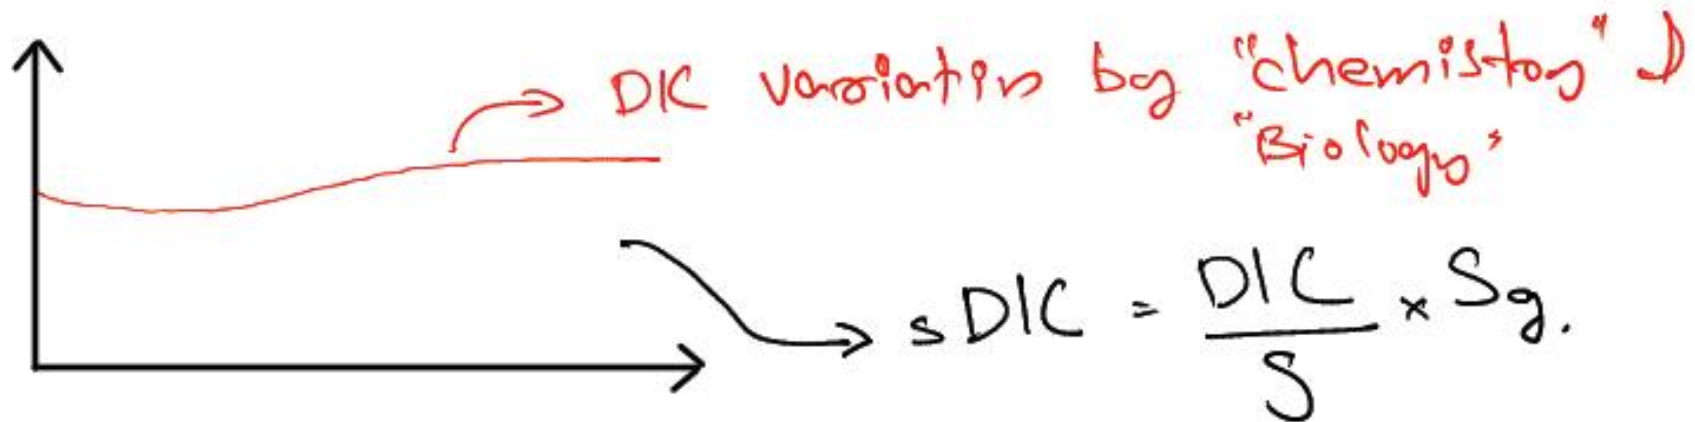 DIC variation by "chemistry" &
"Biology"
sDIC = DIC / S × Sg.